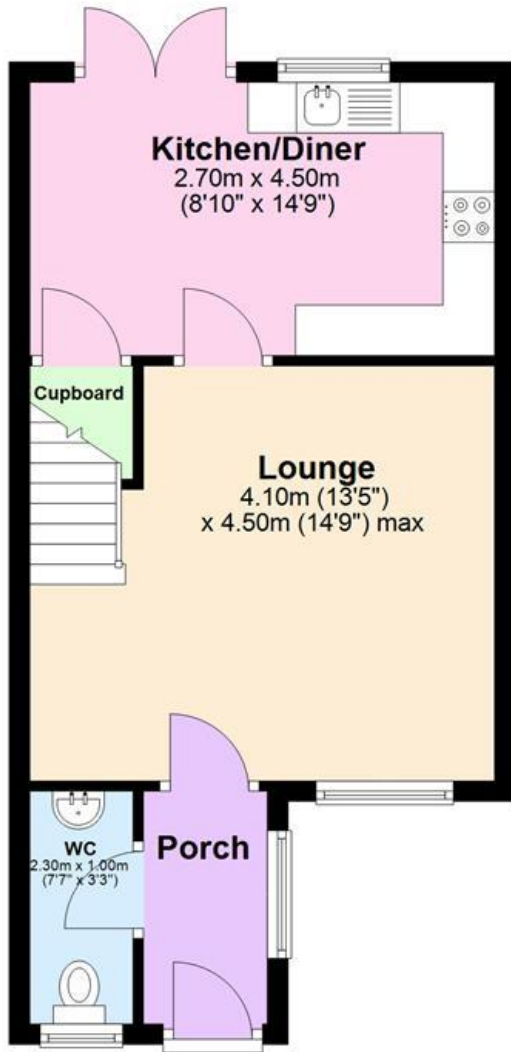 Kitchen/Diner
2.70m x 4.50m
(8'10" x 14'9")
Cupboard
Lounge
4.10m (13'5")
x 4.50m (14'9") max
WC
2.30m x 1.00m
(7'7" x 3'3")
Porch